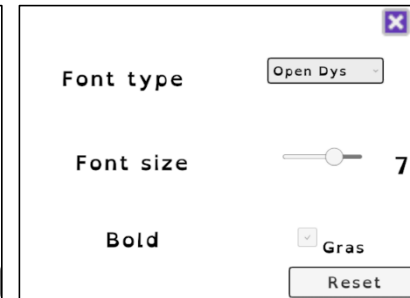 Font type
Open Dys
Font size
7
Bold
Gras
Reset